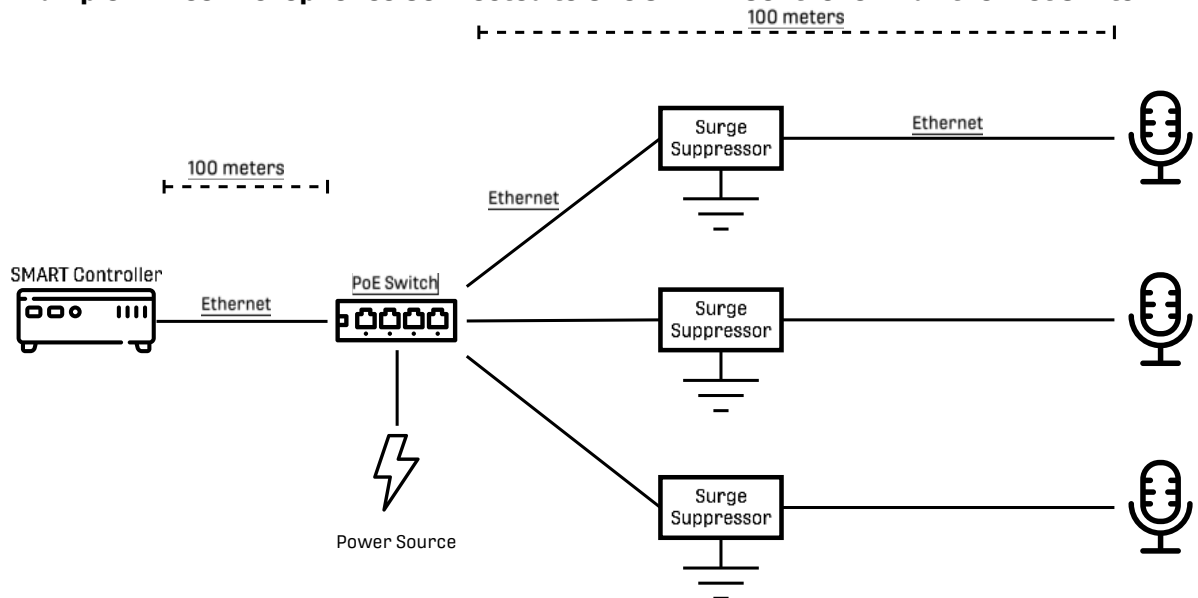 100 meters
Surge
Suppressor
Ethernet
100 meters
Ethernet
SMART Controller
Ethernet
PoE Switch
Surge
Suppressor
Surge
Suppressor
Power Source